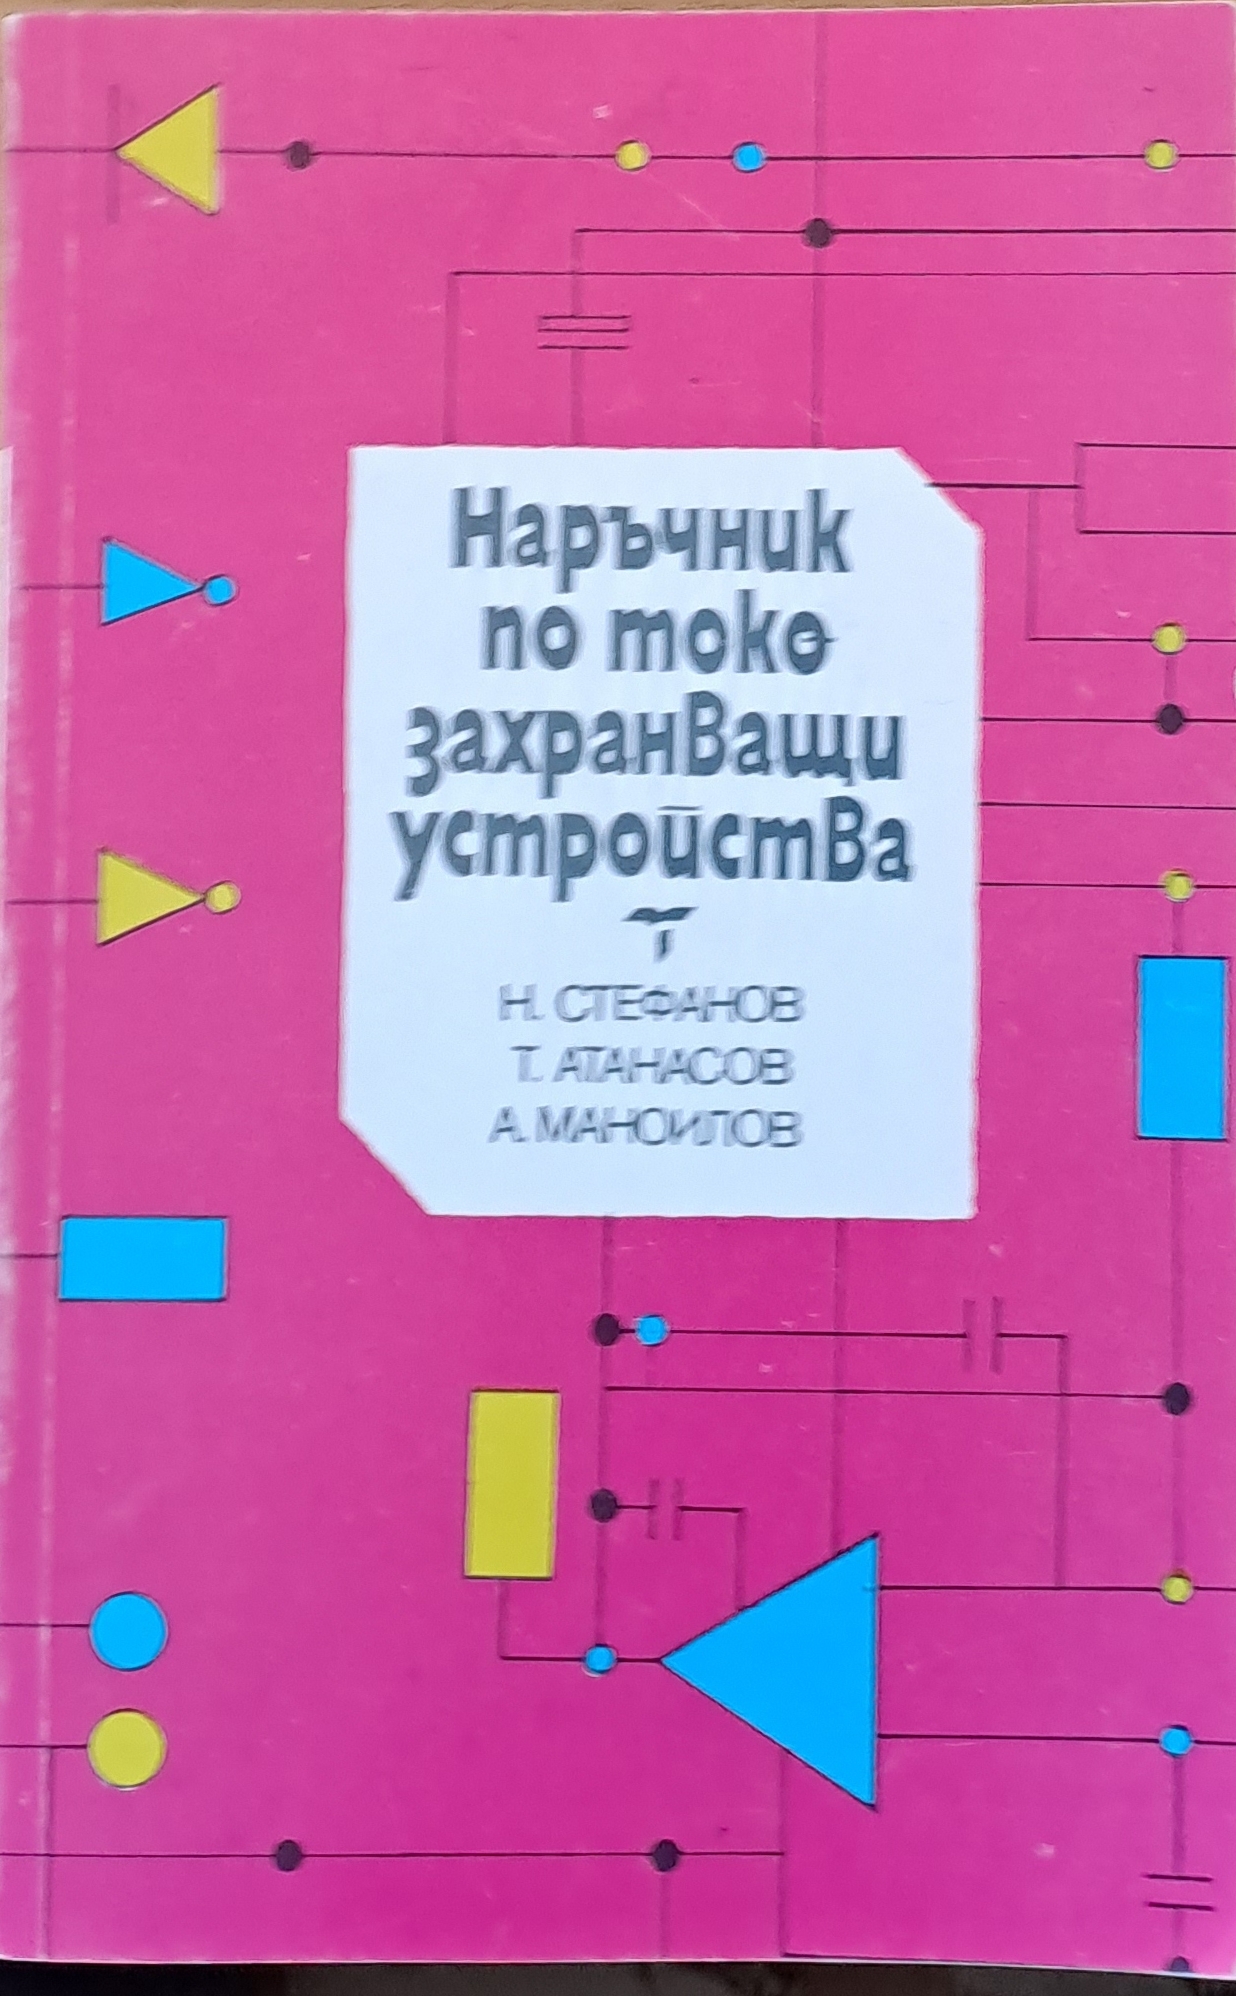 Наръчник
по токо-
захранващи
устройства
Н. СТЕФАНОВ
Т. АТАНАСОВ
А. МАНОИЛОВ